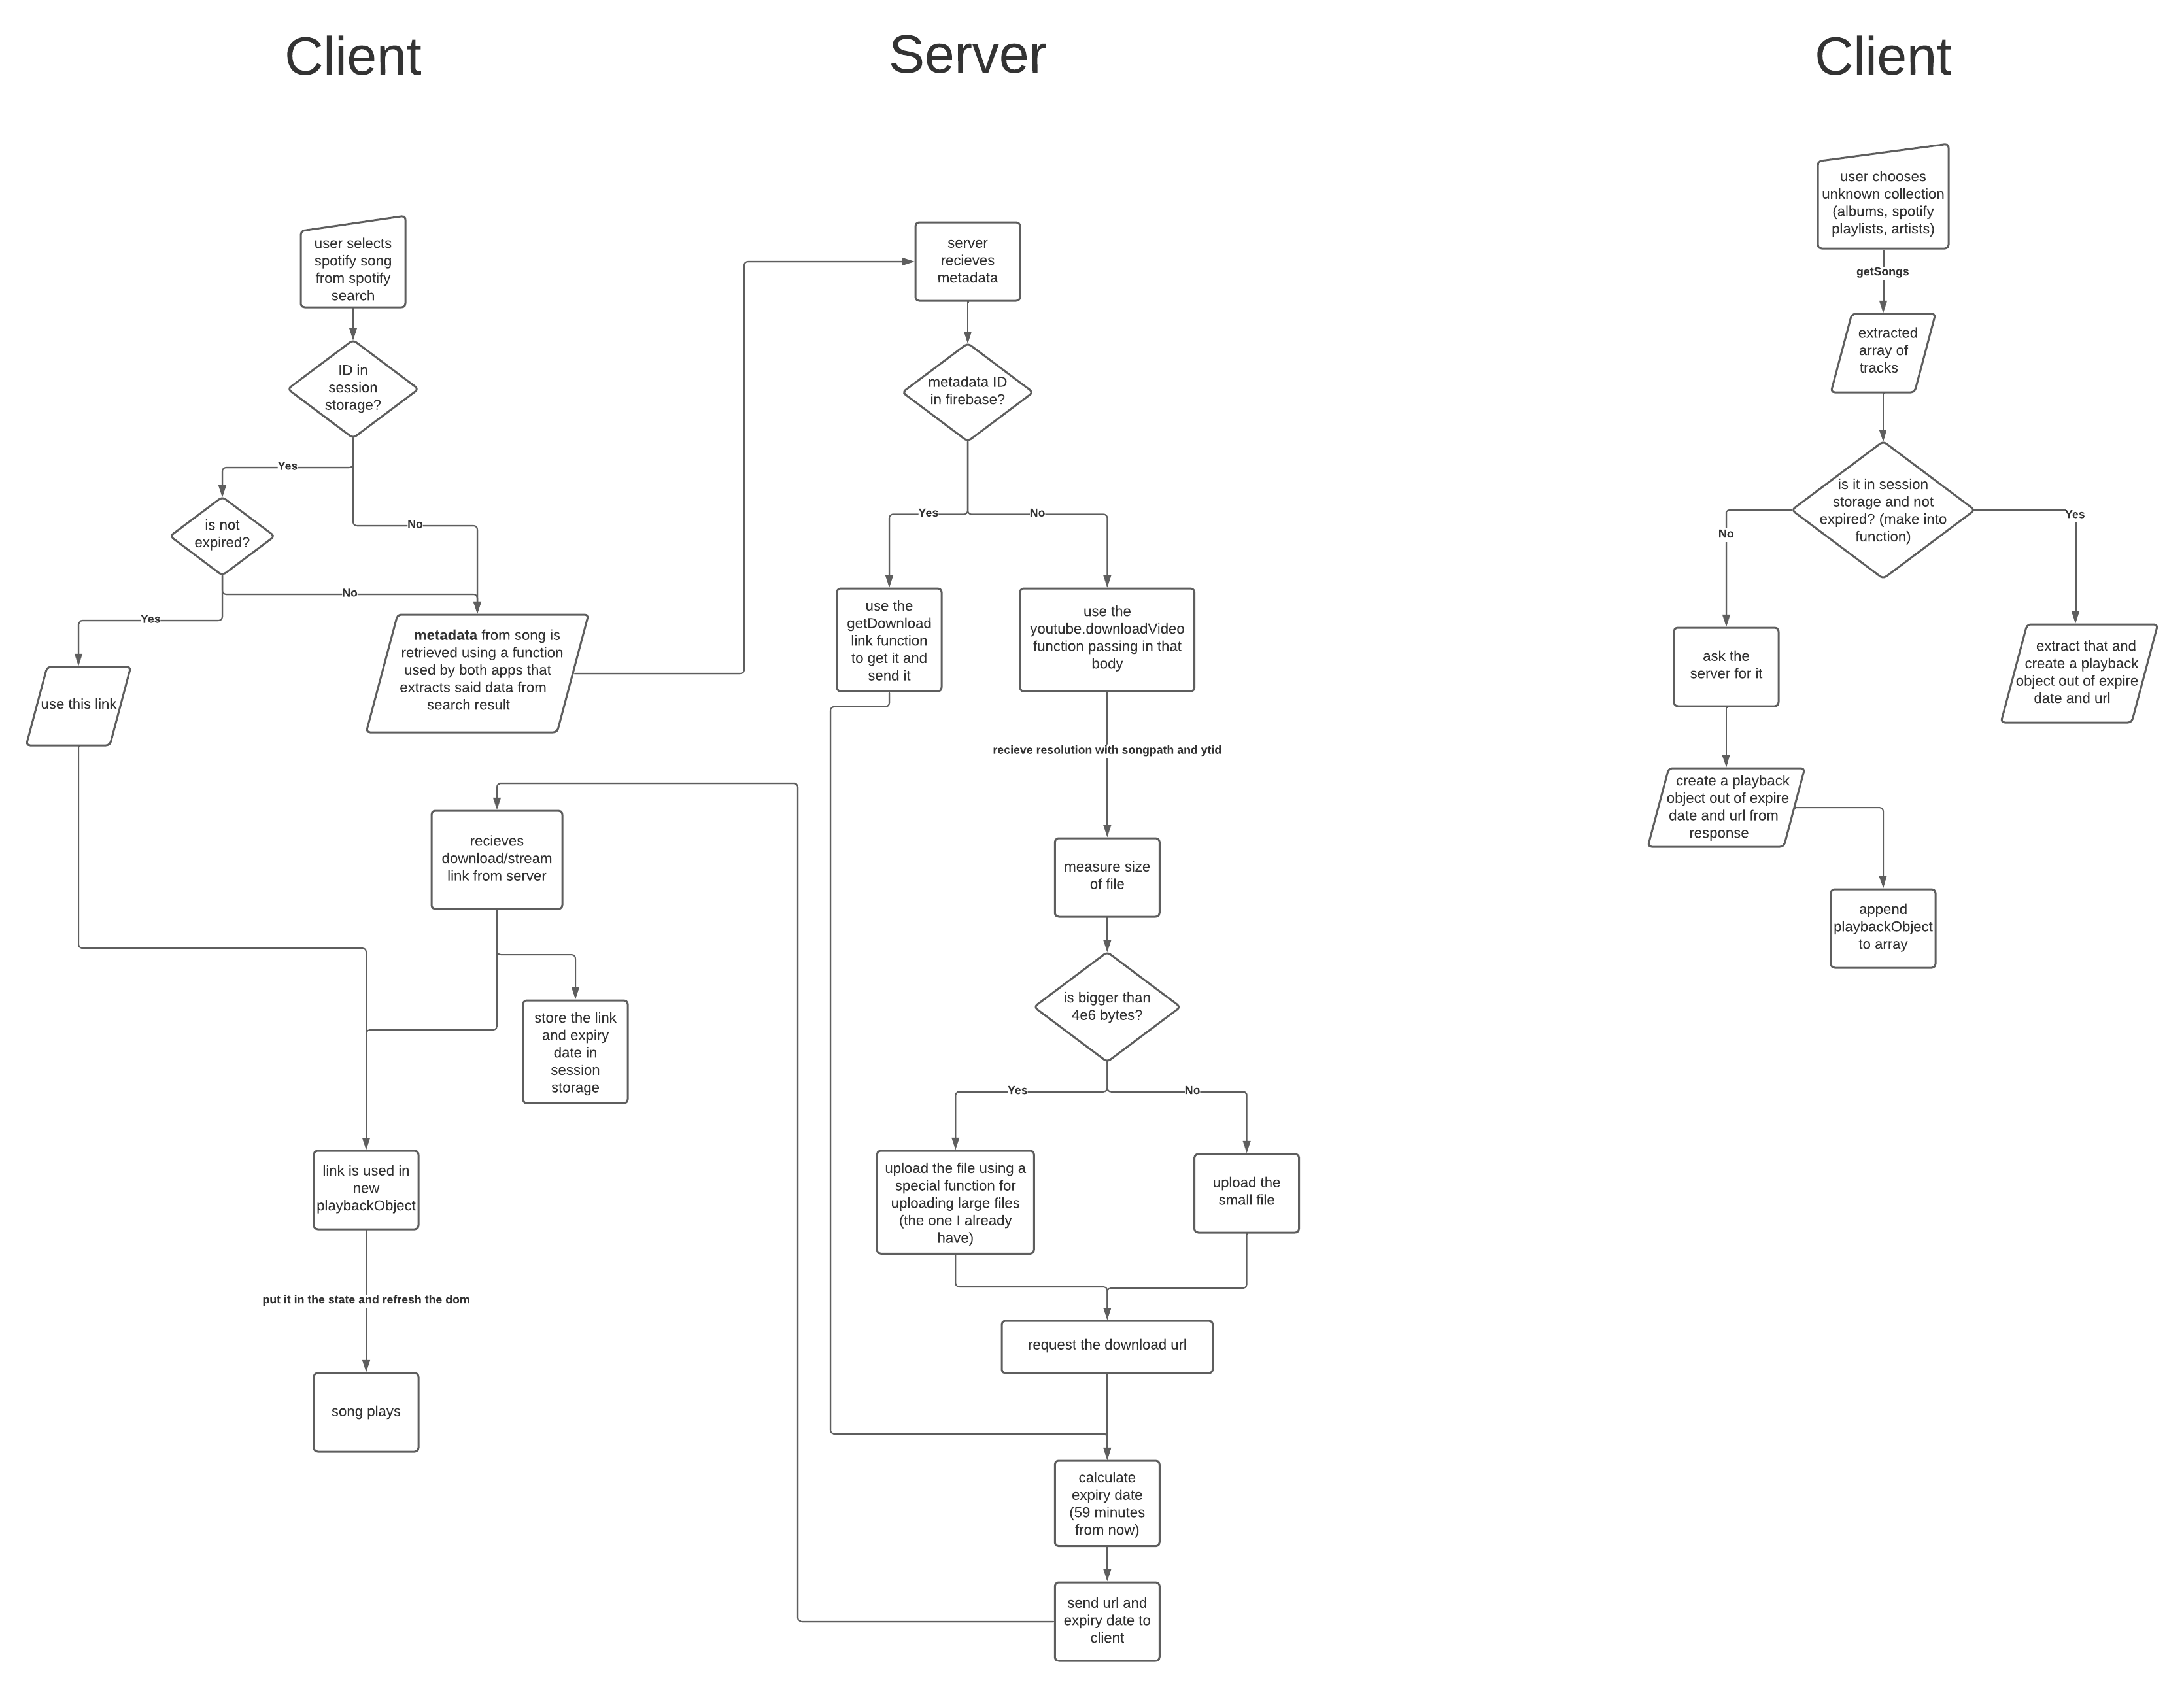 Client
Server
Client
user selects
spotify song
from spotify
search
ID in
session
storage?
Yes
No
is not
expired?
No
Yes
use this link
metadata from song is
retrieved using a function
used by both apps that
extracts said data from
search result
recieves
download/stream
link from server
store the link
and expiry
date in
session
storage
link is used in
new
playbackObject
put it in the state and refresh the dom
song plays
server
recieves
metadata
metadata ID
in firebase?
Yes
No
use the
getDownload
link function
to get it and
send it
use the
youtube.downloadVideo
function passing in that
body
recieve resolution with songpath and ytid
measure size
of file
is bigger than
4e6 bytes?
Yes
No
upload the file using a
special function for
uploading large files
(the one I already
have)
upload the
small file
request the download url
calculate
expiry date
(59 minutes
from now)
send url and
expiry date to
client
user chooses
unknown collection
(albums, spotify
playlists, artists)
getSongs
extracted
array of
tracks
is it in session
storage and not
expired? (make into
function)
No
Yes
ask the
server for it
extract that and
create a playback
object out of expire
date and url
create a playback
object out of expire
date and url from
response
append
playbackObject
to array